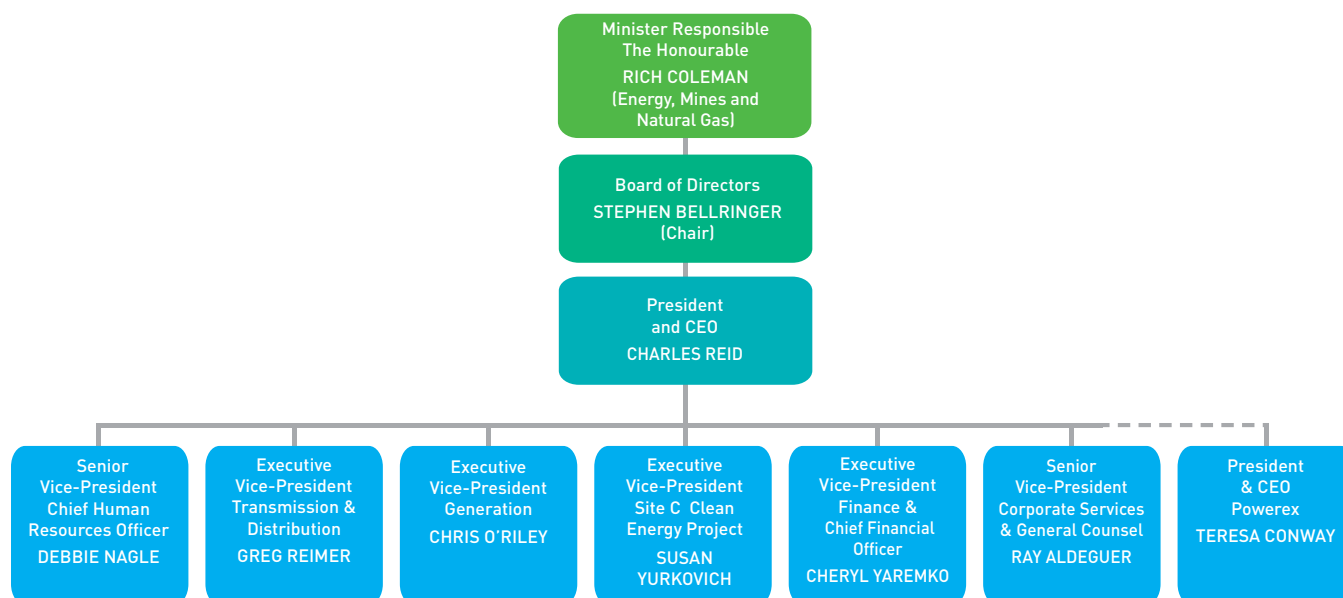 Minister Responsible
The Honourable
RICH COLEMAN
(Energy, Mines and
Natural Gas)
Board of Directors
STEPHEN BELLRINGER
(Chair)
President
and CEO
CHARLES REID
Senior
Vice-President
Chief Human
Resources Officer
DEBBIE NAGLE
Executive
Vice-President
Transmission &
Distribution
GREG REIMER
Executive
Vice-President
Generation
CHRIS O’RILEY
Executive
Vice-President
Site C Clean
Energy Project
SUSAN
YURKOVICH
Executive
Vice-President
Finance &
Chief Financial
Officer
CHERYL YAREMKO
Senior
Vice-President
Corporate Services
& General Counsel
RAY ALDEGUER
President
& CEO
Powerex
TERESA CONWAY